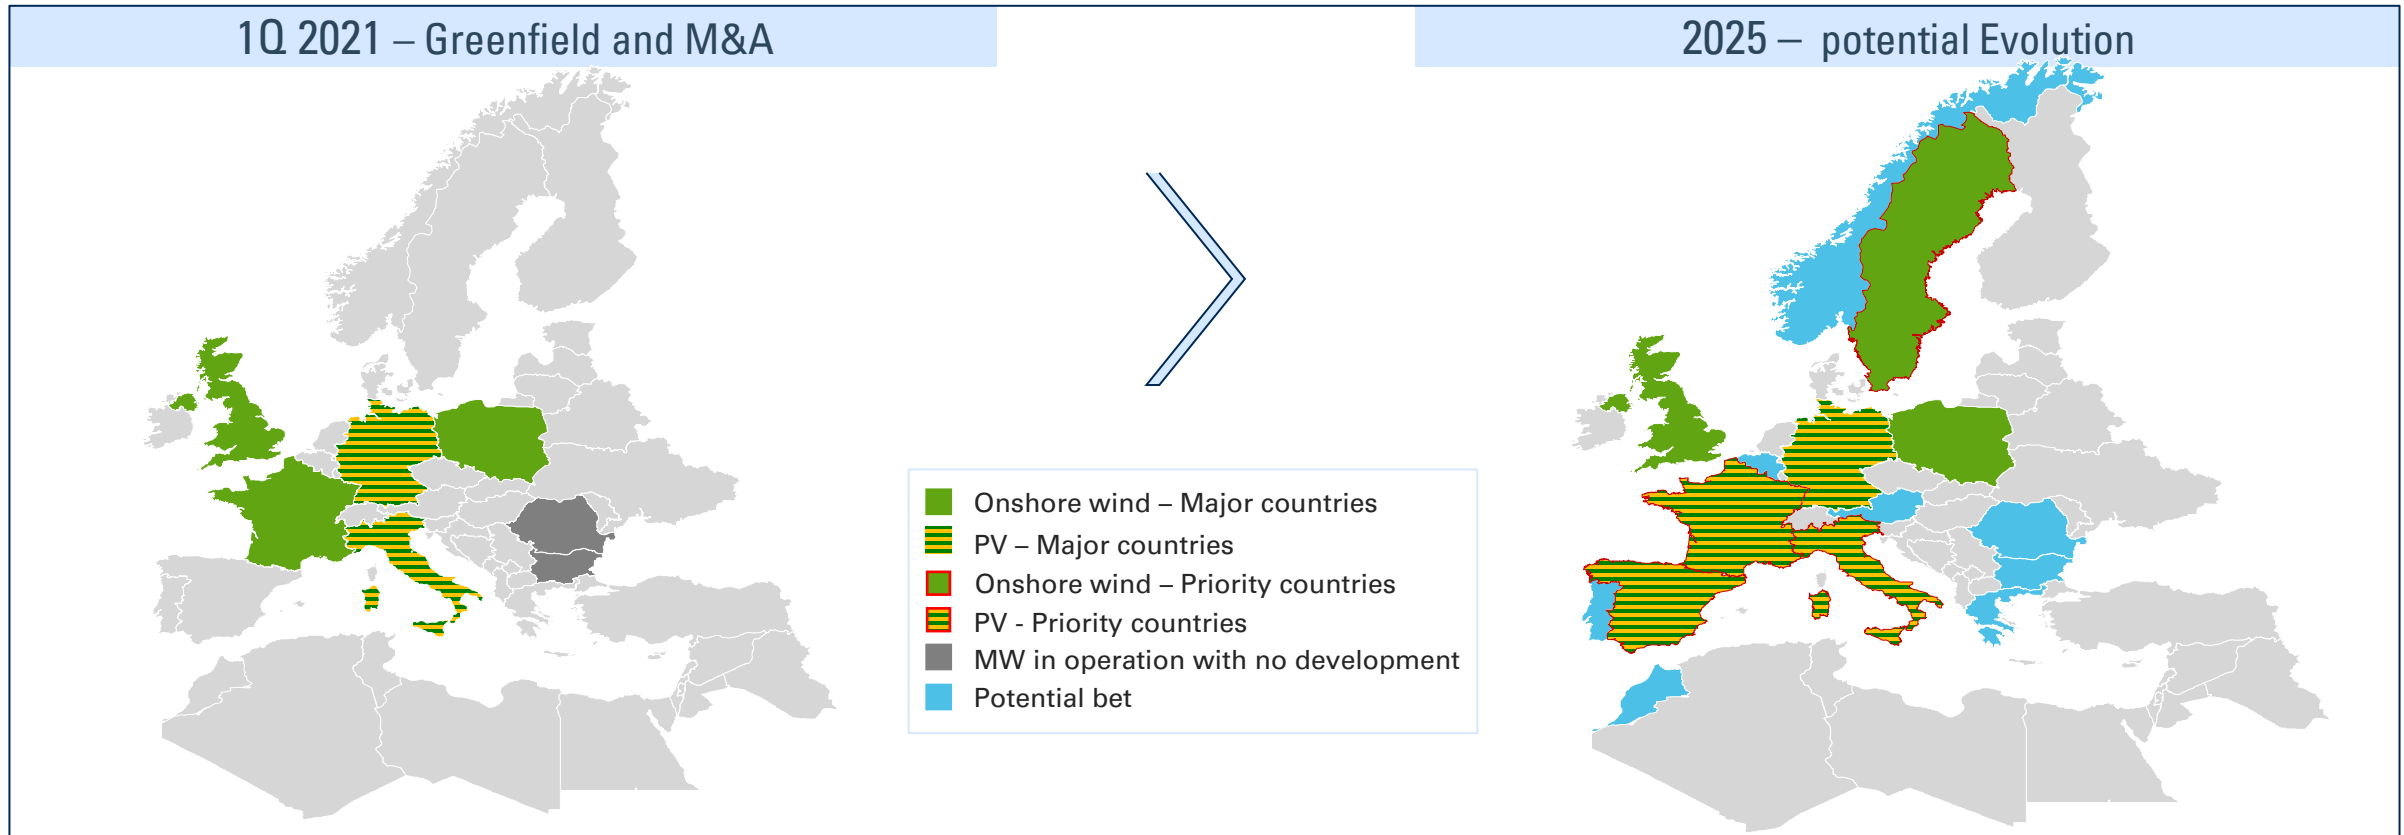 1Q 2021 – Greenfield and M&A
2025 – potential Evolution
Onshore wind – Major countries
PV – Major countries
Onshore wind – Priority countries
PV - Priority countries
MW in operation with no development
Potential bet